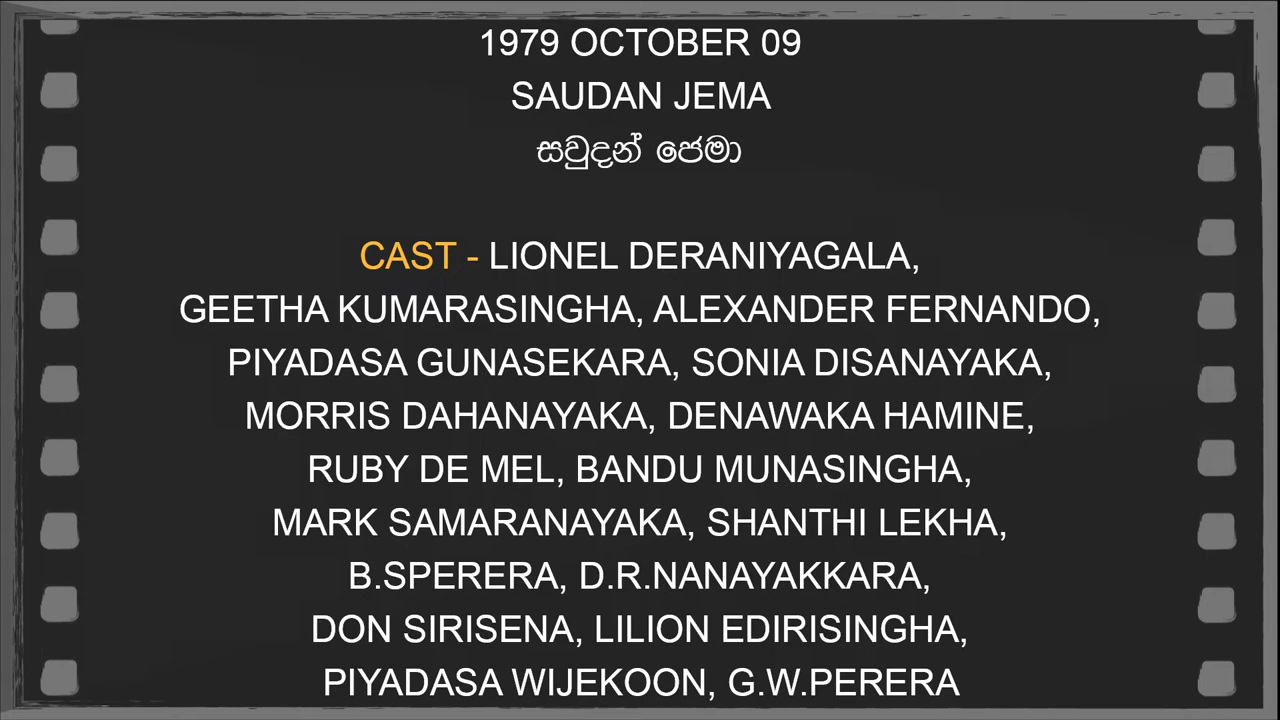 1979 OCTOBER 09
SAUDAN JEMA
සවුදන් ජෙමා
CAST - LIONEL DERANIYAGALA,
GEETHA KUMARASINGHA, ALEXANDER FERNANDO,
PIYADASA GUNASEKARA, SONIA DISANAYAKA,
MORRIS DAHANAYAKA, DENAWAKA HAMINE,
RUBY DE MEL, BANDU MUNASINGHA,
MARK SAMARANAYAKA, SHANTHI LEKHA,
B.SPERERA, D.R.NANAYAKKARA,
DON SIRISENA, LILION EDIRISINGHA,
PIYADASA WIJEKOON, G.W.PERERA